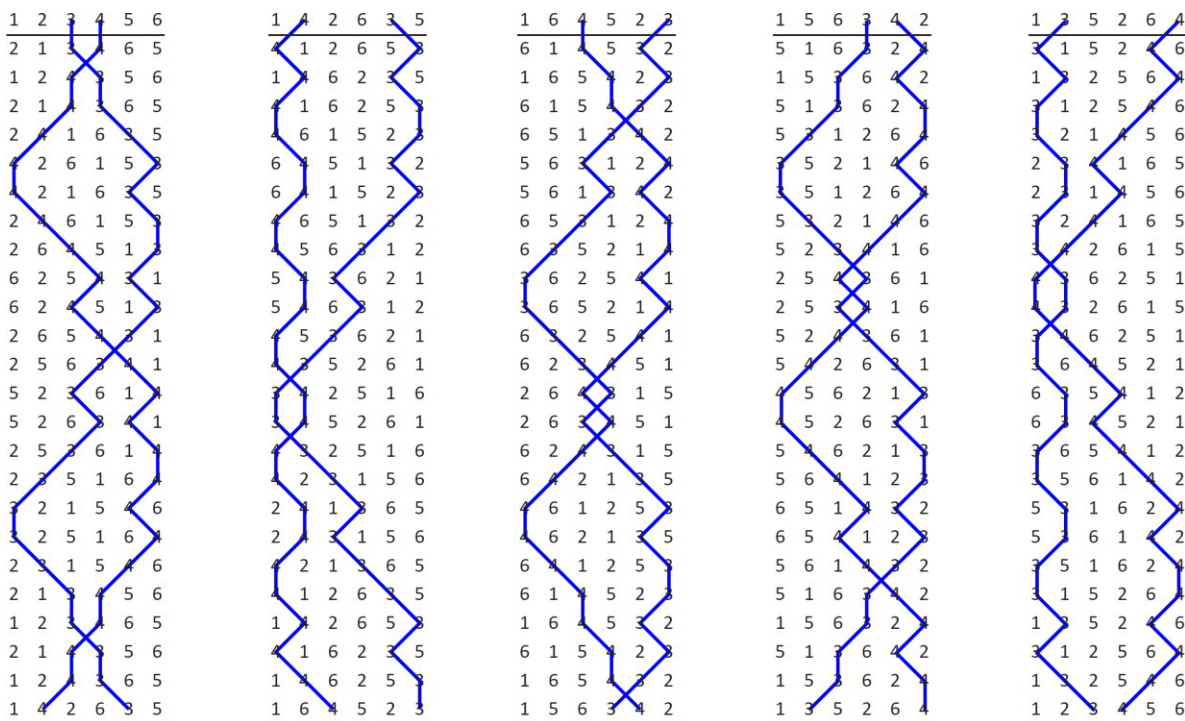 1 2 3 4 5 6
2 1 3 4 6 5
1 2 4 3 5 6
2 1 4 3 6 5
2 4 1 6 3 5
4 2 6 1 5 3
4 2 1 6 3 5
2 4 6 1 5 3
2 6 4 5 1 3
6 2 5 4 3 1
6 2 4 5 1 3
2 6 5 4 3 1
2 5 6 3 4 1
5 2 3 6 1 4
5 2 6 3 4 1
2 5 3 6 1 4
2 3 5 1 6 4
3 2 1 5 4 6
3 2 5 1 6 4
2 3 1 5 4 6
2 1 3 4 5 6
1 2 3 4 6 5
2 1 4 3 5 6
1 2 4 3 6 5
1 4 2 6 3 5
1 4 2 6 3 5
4 1 2 6 5 3
1 4 6 2 3 5
4 1 6 2 5 3
4 6 1 5 2 3
6 4 5 1 3 2
6 4 1 5 2 3
4 6 5 1 3 2
4 5 6 3 1 2
5 4 3 6 2 1
5 4 6 3 1 2
4 5 3 6 2 1
4 3 5 2 6 1
3 4 2 5 1 6
3 4 5 2 6 1
4 3 2 5 1 6
4 2 3 1 5 6
2 4 1 3 6 5
2 4 3 1 5 6
4 2 1 3 6 5
4 1 2 6 3 5
1 4 2 6 5 3
4 1 6 2 3 5
1 4 6 2 5 3
1 6 4 5 2 3
1 6 4 5 2 3
6 1 4 5 3 2
1 6 5 4 2 3
6 1 5 4 3 2
6 5 1 3 4 2
5 6 3 1 2 4
5 6 1 3 4 2
6 5 3 1 2 4
6 3 5 2 1 4
3 6 2 5 4 1
3 6 5 2 1 4
6 3 2 5 4 1
6 2 3 4 5 1
2 6 4 3 1 5
2 6 3 4 5 1
6 2 4 3 1 5
6 4 2 1 3 5
4 6 1 2 5 3
4 6 2 1 3 5
6 4 1 2 5 3
6 1 4 5 2 3
1 6 4 5 3 2
6 1 5 4 2 3
1 6 5 4 3 2
1 5 6 3 4 2
1 5 6 3 4 2
5 1 6 3 2 4
1 5 3 6 4 2
5 1 3 6 2 4
5 3 1 2 6 4
3 5 2 1 4 6
3 5 1 2 6 4
5 3 2 1 4 6
5 2 3 4 1 6
2 5 4 3 6 1
2 5 3 4 1 6
5 2 4 3 6 1
5 4 2 6 3 1
4 5 6 2 1 3
4 5 2 6 3 1
5 4 6 2 1 3
5 6 4 1 2 3
6 5 1 4 3 2
6 5 4 1 2 3
5 6 1 4 3 2
5 1 6 3 4 2
1 5 6 3 2 4
5 1 3 6 4 2
1 5 3 6 2 4
1 3 5 2 6 4
1 3 5 2 6 4
3 1 5 2 4 6
1 3 2 5 6 4
3 1 2 5 4 6
3 2 1 4 5 6
2 3 4 1 6 5
2 3 1 4 5 6
3 2 4 1 6 5
3 4 2 6 1 5
4 3 6 2 5 1
4 3 2 6 1 5
3 4 6 2 5 1
3 6 4 5 2 1
6 3 5 4 1 2
6 3 4 5 2 1
3 6 5 4 1 2
3 5 6 1 4 2
5 3 1 6 2 4
5 3 6 1 4 2
3 5 1 6 2 4
3 1 5 2 6 4
1 3 5 2 4 6
3 1 2 5 6 4
1 3 2 5 4 6
1 2 3 4 5 6